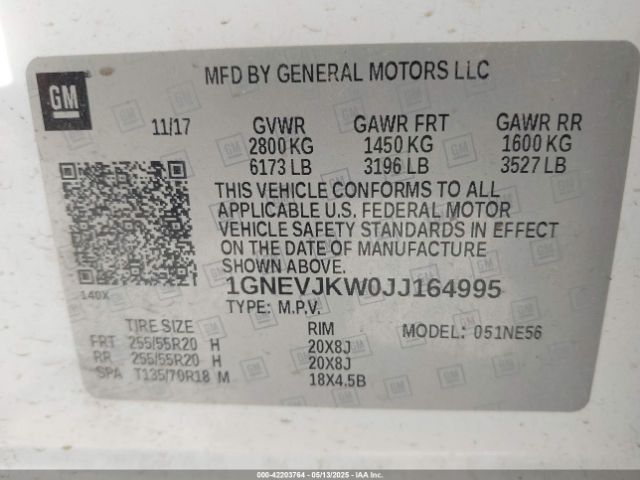 GM
MFD BY GENERAL MOTORS LLC
11/17 GVWR GAWR FRT GAWR RR
2800 KG 1450 KG 1600 KG
6173 LB 3196 LB 3527 LB
THIS VEHICLE CONFORMS TO ALL
APPLICABLE U.S. FEDERAL MOTOR
VEHICLE SAFETY STANDARDS IN EFFECT
ON THE DATE OF MANUFACTURE
SHOWN ABOVE.
1GNEVJKW0JJ164995
140X
TYPE: M.P.V.
TIRE SIZE RIM MODEL: 051NE56
FRT 255/55R20 H 20X8J
RR 255/55R20 H 20X8J
SPA T135/70R18 M 18X4.5B
000-42203764 - 05/13/2025 - IAAI.COM